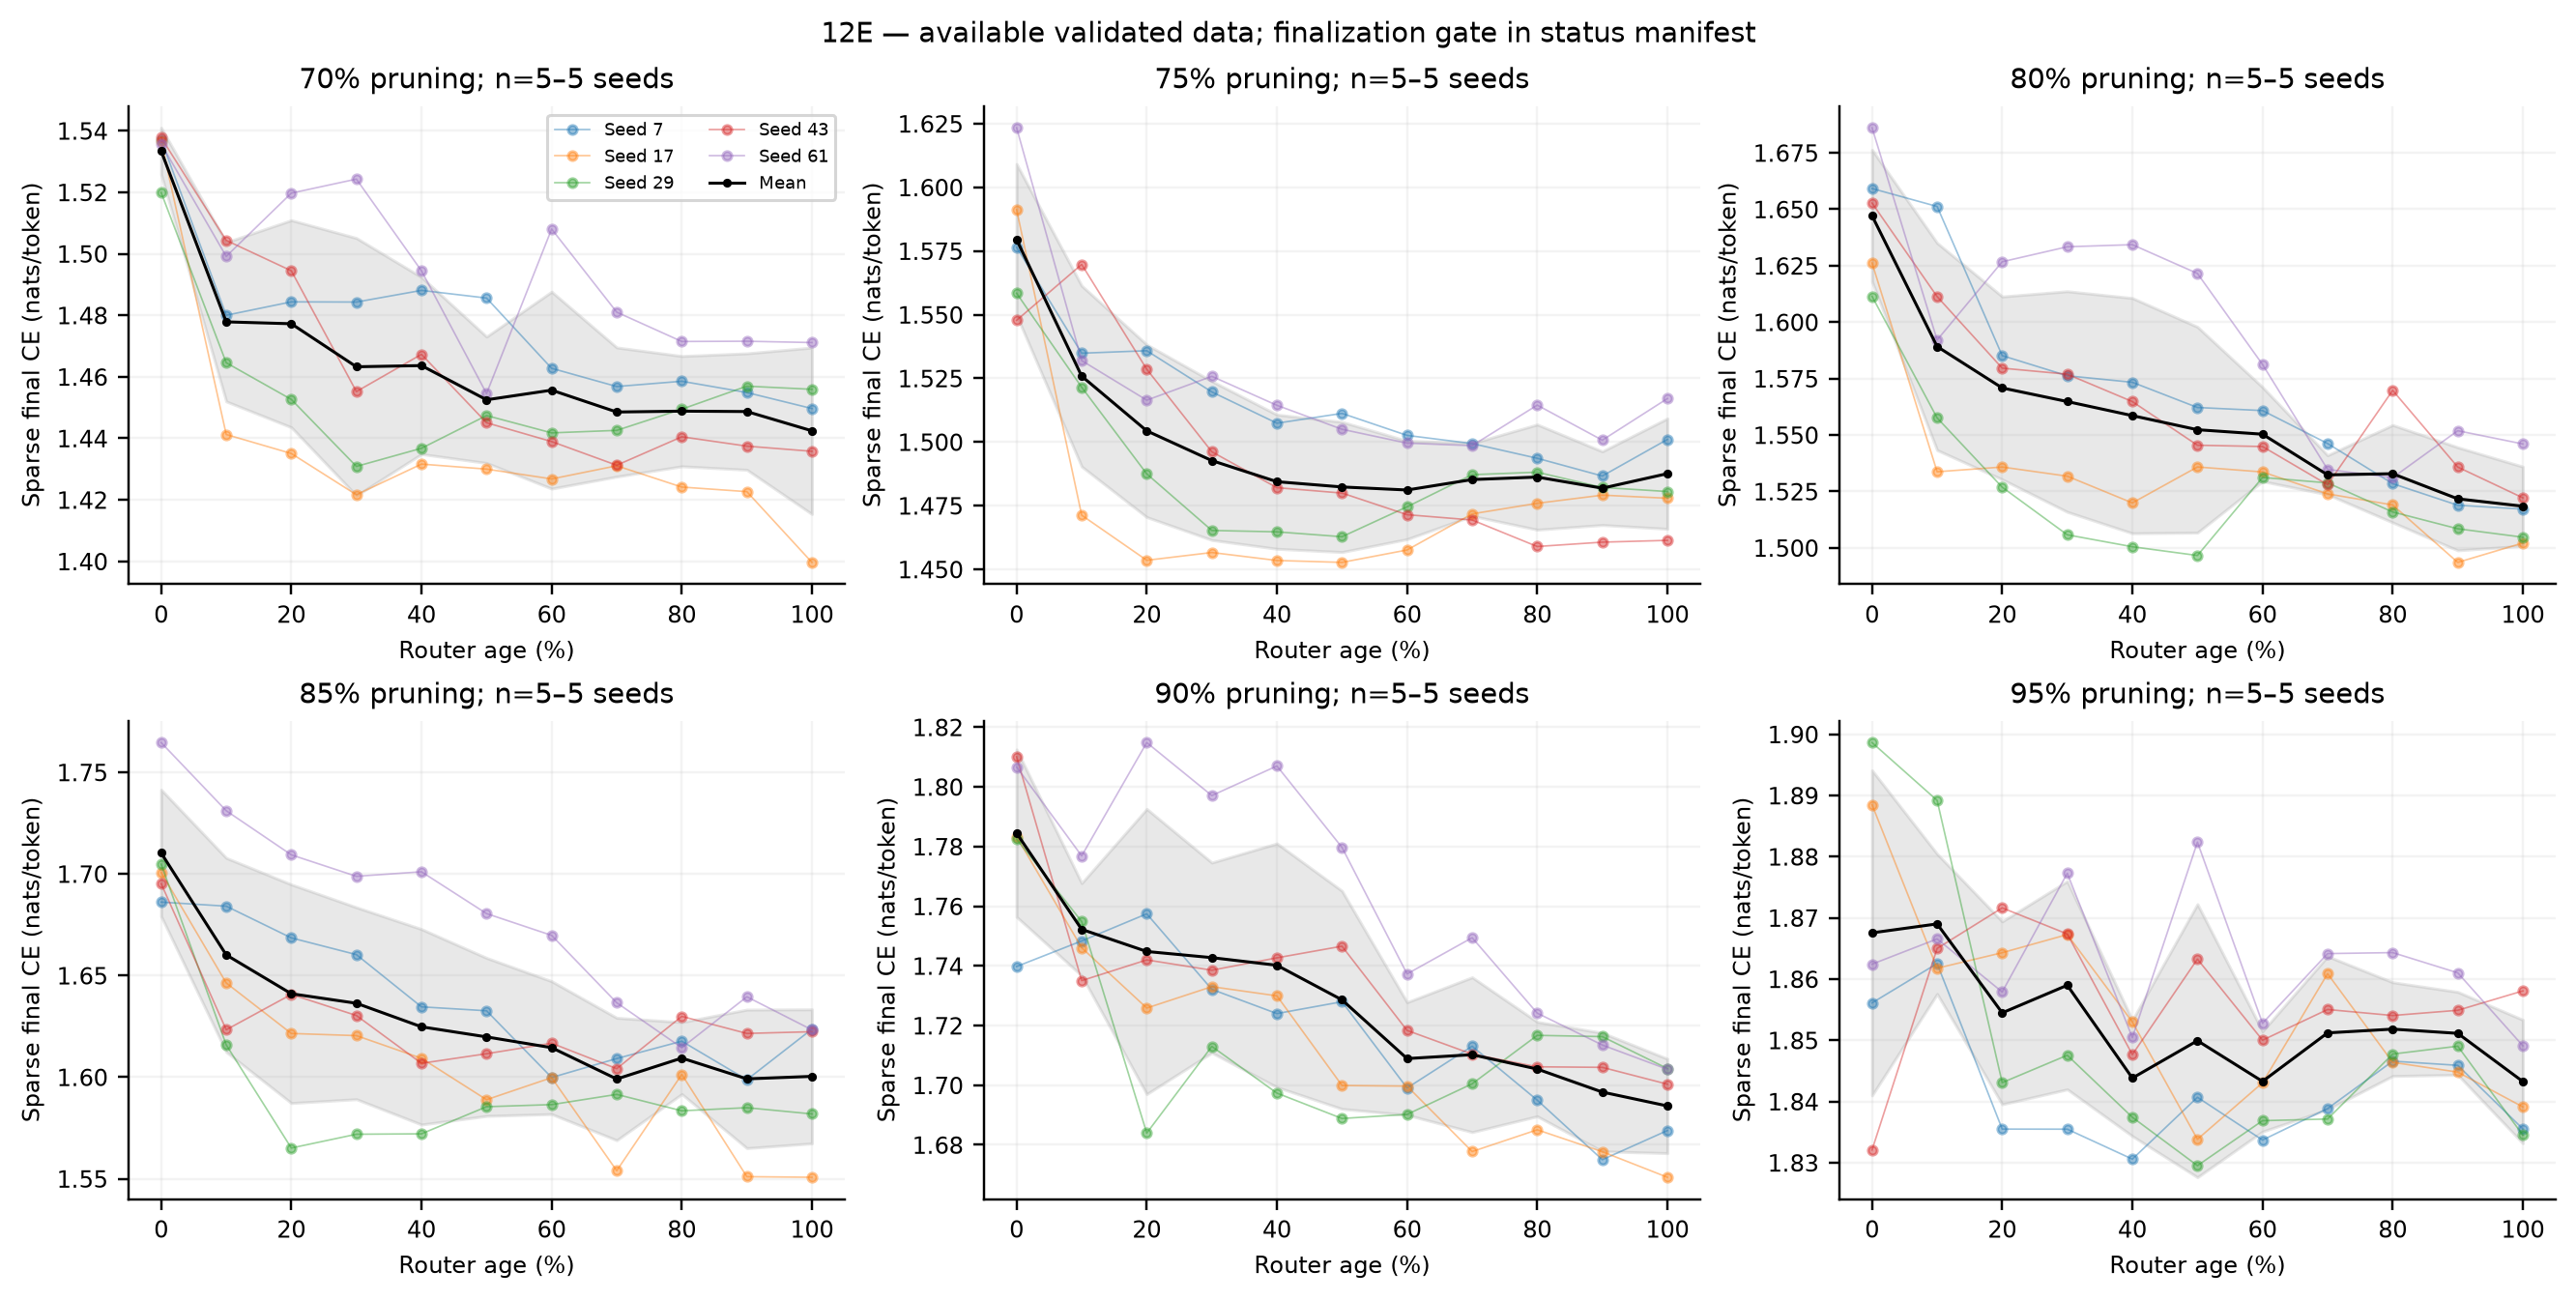 12E — available validated data; finalization gate in status manifest
70% pruning; n=5–5 seeds
Sparse final CE (nats/token)
1.54
1.52
1.50
1.48
1.46
1.44
1.42
1.40
Seed 7
Seed 17
Seed 29
Seed 43
Seed 61
Mean
0 20 40 60 80 100
Router age (%)
75% pruning; n=5–5 seeds
Sparse final CE (nats/token)
1.625
1.600
1.575
1.550
1.525
1.500
1.475
1.450
0 20 40 60 80 100
Router age (%)
80% pruning; n=5–5 seeds
Sparse final CE (nats/token)
1.675
1.650
1.625
1.600
1.575
1.550
1.525
1.500
0 20 40 60 80 100
Router age (%)
85% pruning; n=5–5 seeds
Sparse final CE (nats/token)
1.75
1.70
1.65
1.60
1.55
0 20 40 60 80 100
Router age (%)
90% pruning; n=5–5 seeds
Sparse final CE (nats/token)
1.82
1.80
1.78
1.76
1.74
1.72
1.70
1.68
0 20 40 60 80 100
Router age (%)
95% pruning; n=5–5 seeds
Sparse final CE (nats/token)
1.90
1.89
1.88
1.87
1.86
1.85
1.84
1.83
0 20 40 60 80 100
Router age (%)